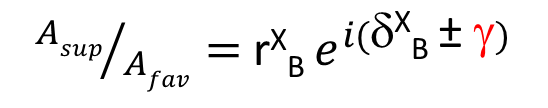 A_sup/A_fav = r^X_B e^i(δ^X_B ± γ)